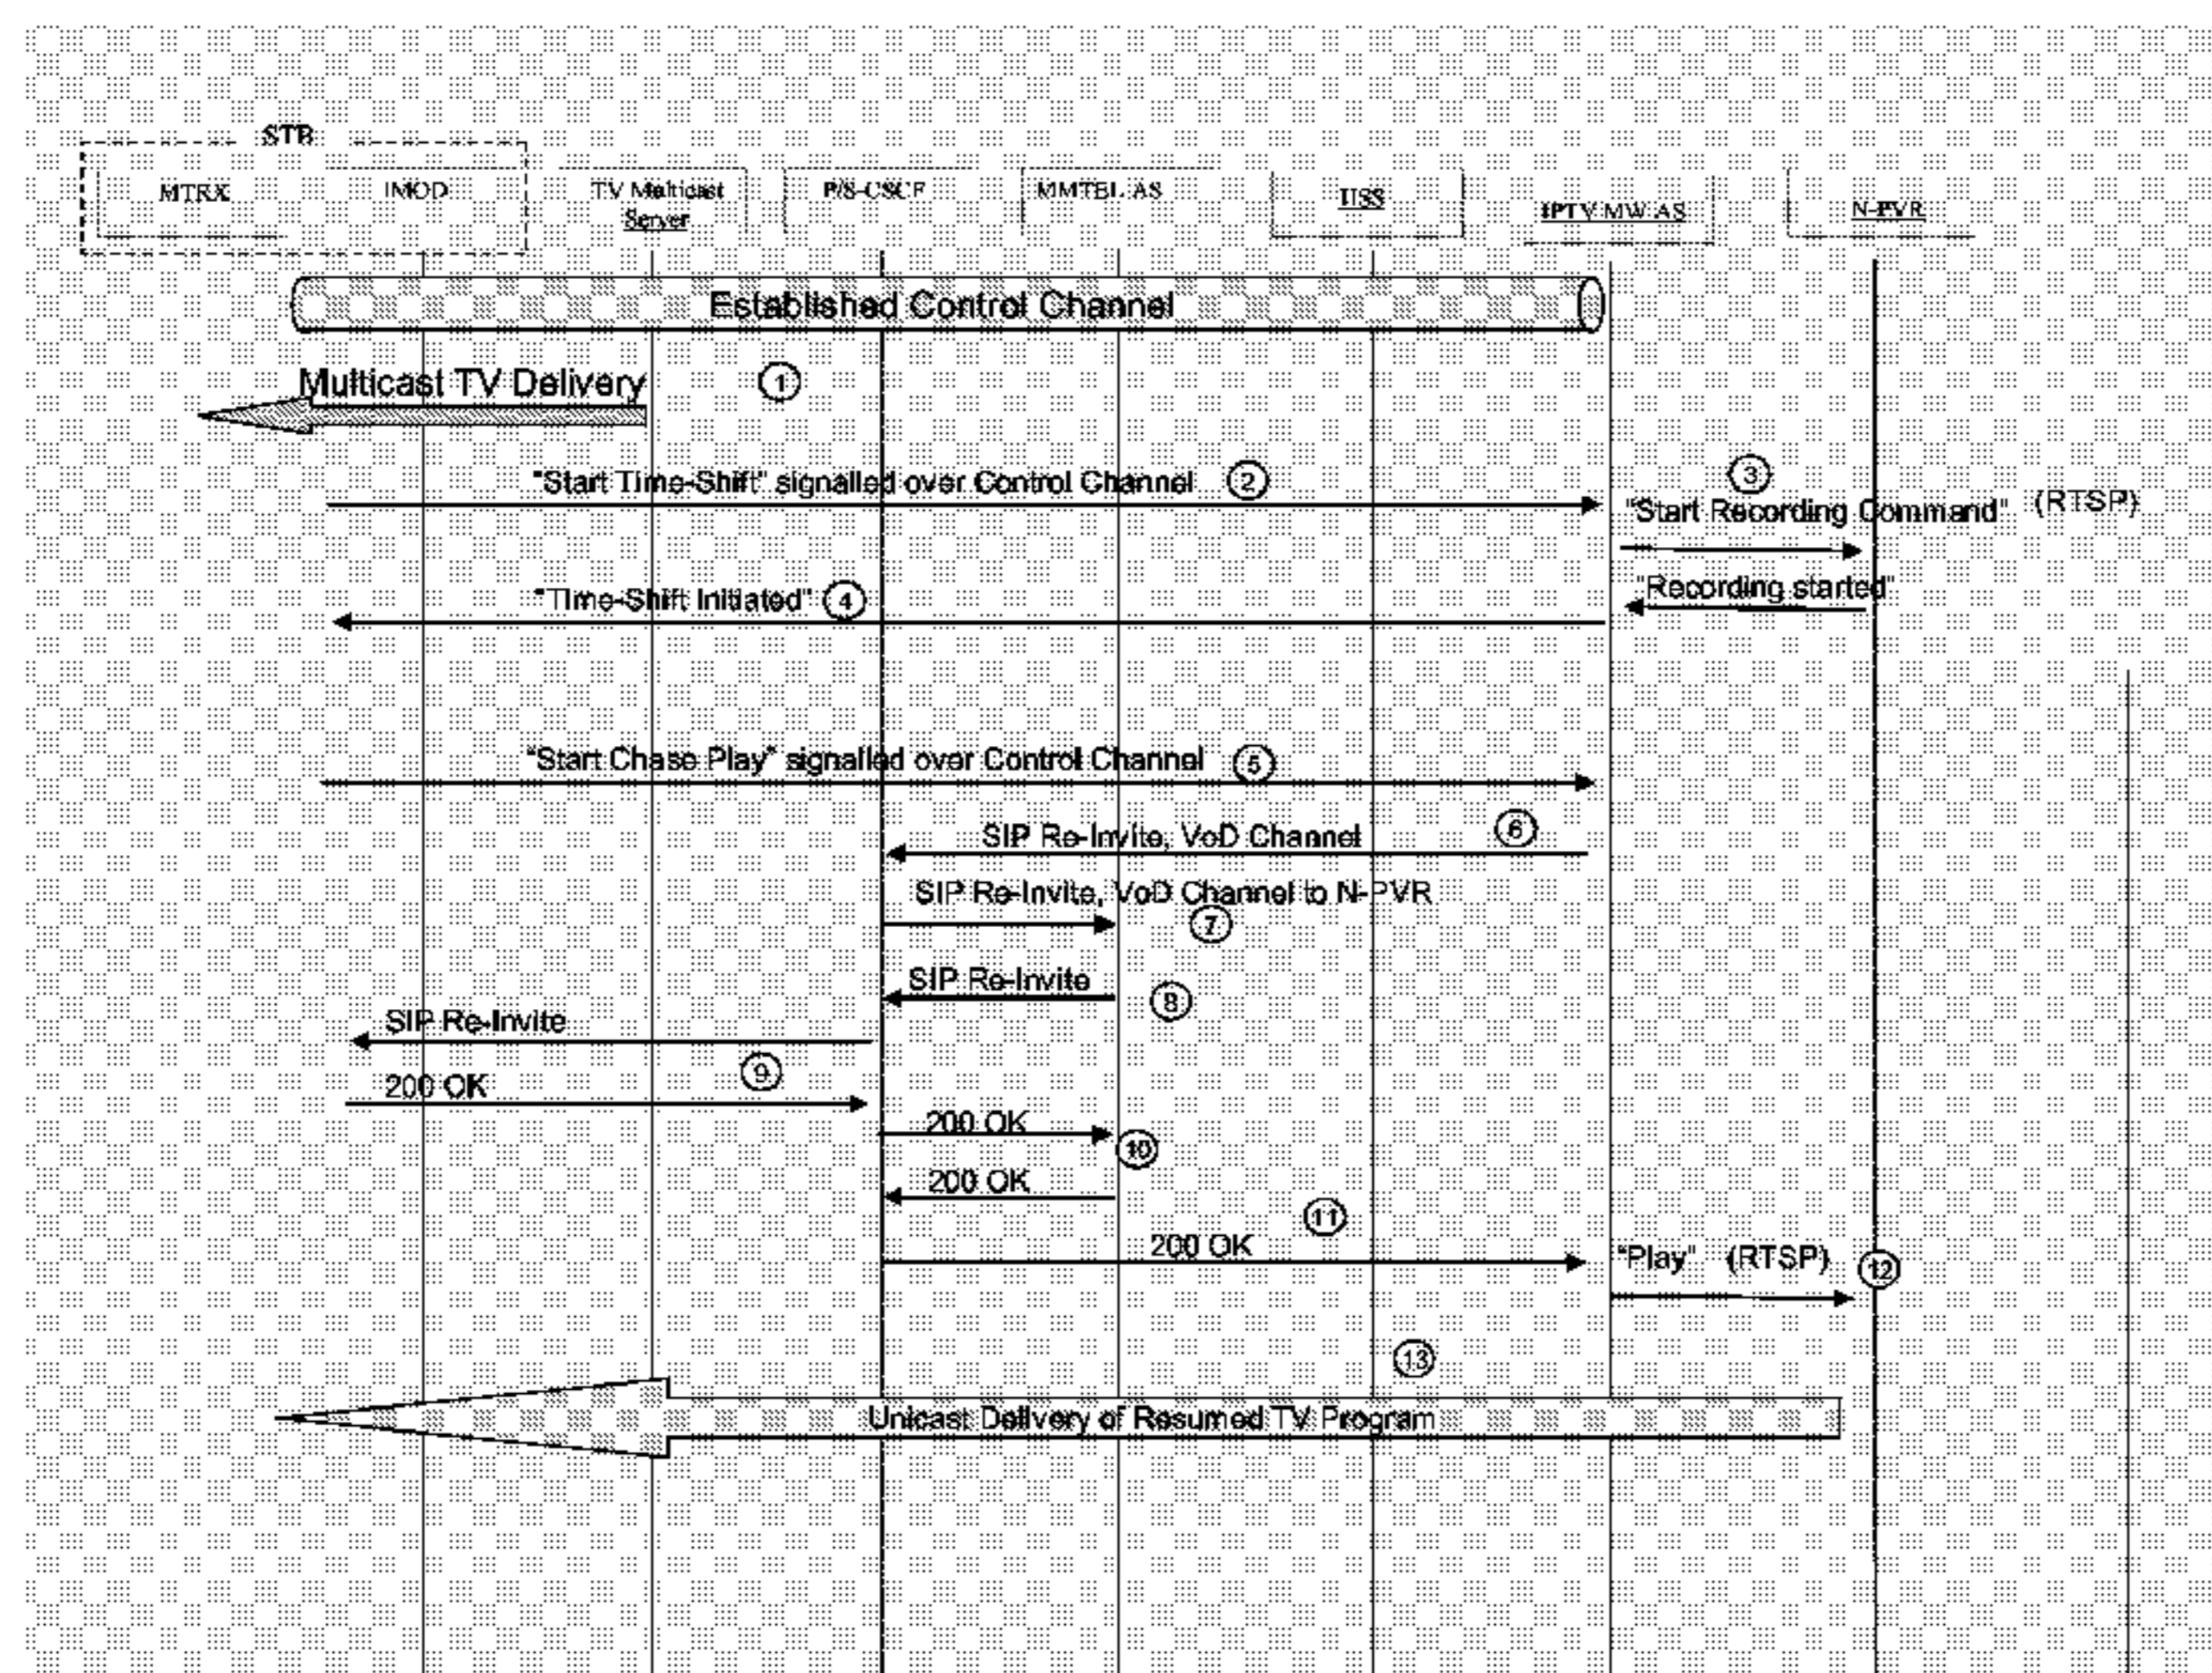 STB
MTRX
IMOD
TV Multicast
Server
P/S-CSCF
MMTEL AS
HSS
IPTV MW AS
N-PVR
Established Control Channel
Multicast TV Delivery
1
"Start Time-Shift" signalled over Control Channel
2
3
"Start Recording Command" (RTSP)
"Recording started"
"Time-Shift Initiated"
4
"Start Chase Play" signalled over Control Channel
5
SIP Re-Invite, VoD Channel
6
SIP Re-Invite, VoD Channel to N-PVR
7
SIP Re-Invite
8
SIP Re-Invite
9
200 OK
200 OK
10
200 OK
11
200 OK
"Play" (RTSP)
12
13
Unicast Delivery of Resumed TV Program